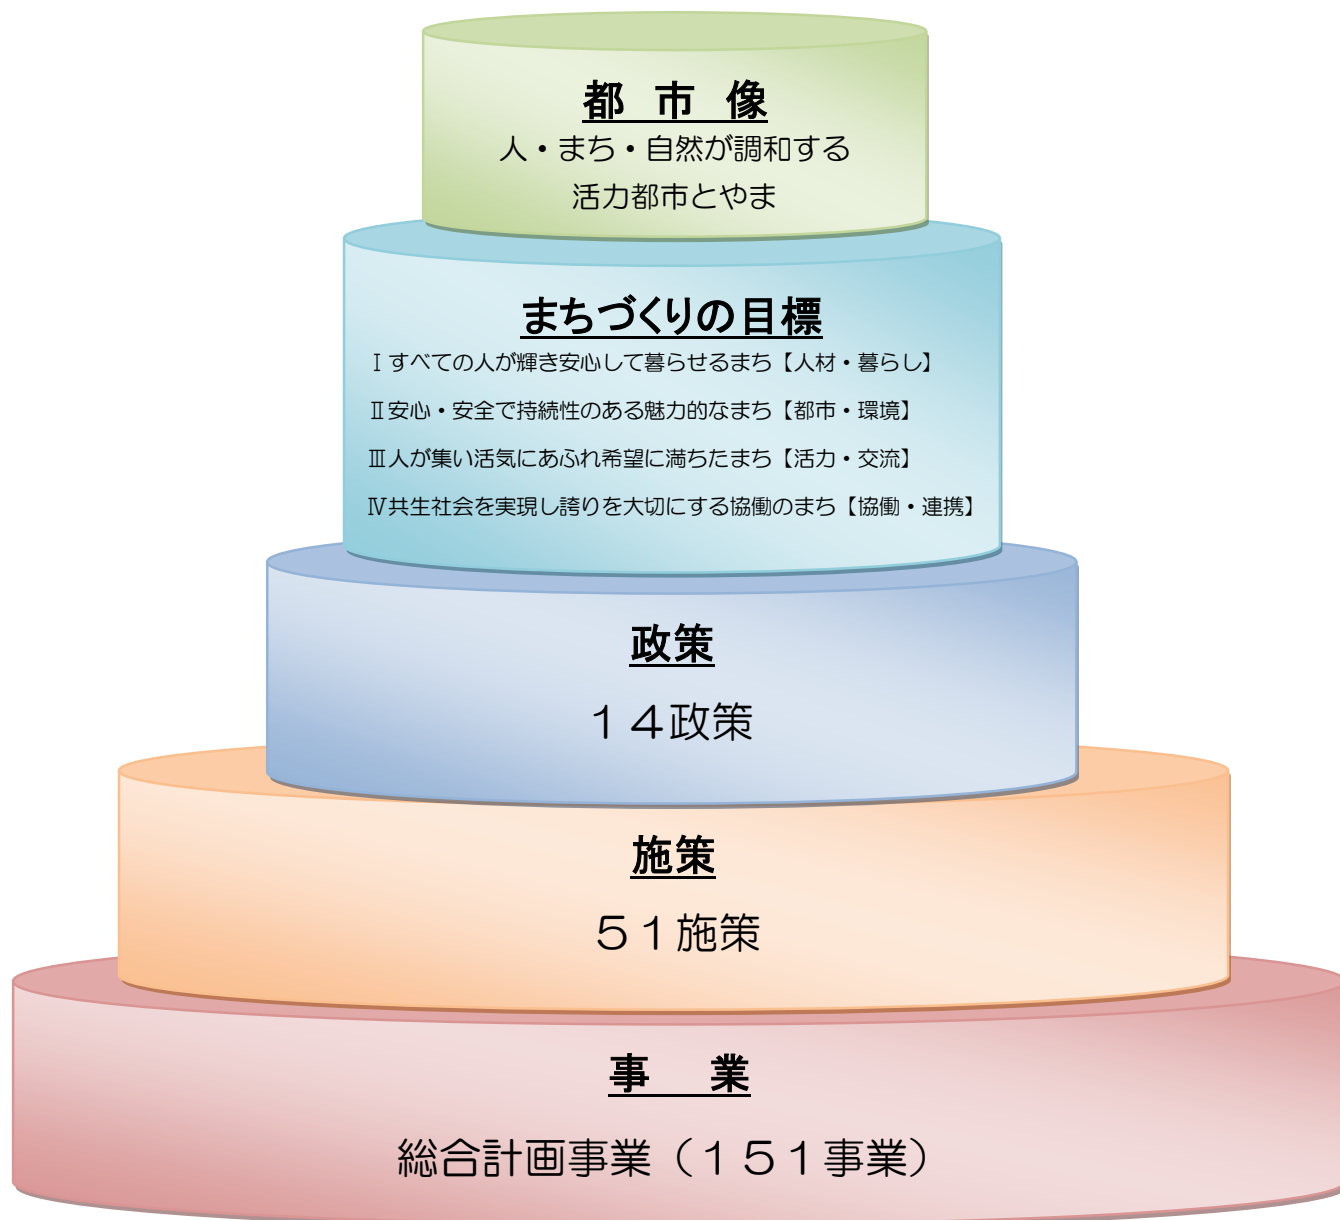 都 市 像
人・まち・自然が調和する
活力都市とやま
まちづくりの目標
Ⅰすべての人が輝き安心して暮らせるまち【人材・暮らし】
Ⅱ安心・安全で持続性のある魅力的なまち【都市・環境】
Ⅲ人が集い活気にあふれ希望に満ちたまち【活力・交流】
Ⅳ共生社会を実現し誇りを大切にする協働のまち【協働・連携】
政策
１４政策
施策
５１施策
事 業
総合計画事業（１５１事業）